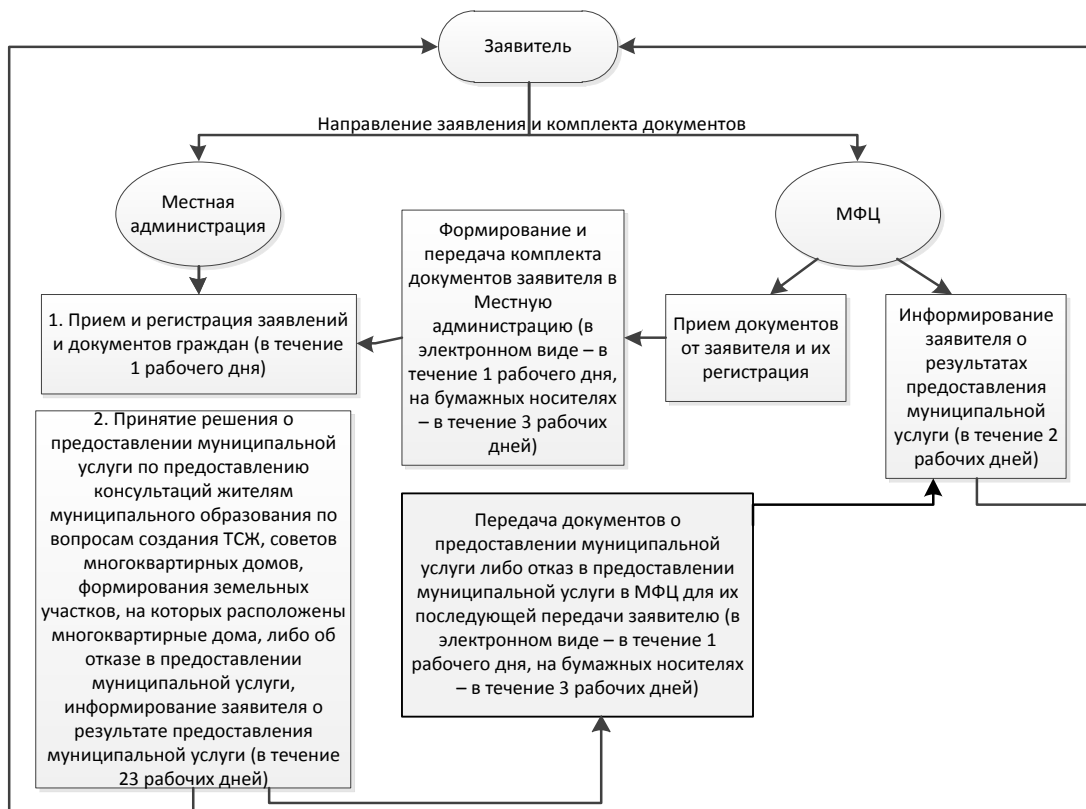 Заявитель
Направление заявления и комплекта документов
Местная
администрация
МФЦ
1. Прием и регистрация заявлений
и документов граждан (в течение
1 рабочего дня)
Формирование и
передача комплекта
документов заявителя в
Местную
администрацию (в
электронном виде – в
течение 1 рабочего дня,
на бумажных носителях
– в течение 3 рабочих
дней)
Прием документов
от заявителя и их
регистрация
Информирование
заявителя о
результатах
предоставления
муниципальной
услуги (в течение 2
рабочих дней)
2. Принятие решения о
предоставлении муниципальной
услуги по предоставлению
консультаций жителям
муниципального образования по
вопросам создания ТСЖ, советов
многоквартирных домов,
формирования земельных
участков, на которых расположены
многоквартирные дома, либо об
отказе в предоставлении
муниципальной услуги,
информирование заявителя о
результате предоставления
муниципальной услуги (в течение
23 рабочих дней)
Передача документов о
предоставлении муниципальной
услуги либо отказ в предоставлении
муниципальной услуги в МФЦ для их
последующей передачи заявителю (в
электронном виде – в течение 1
рабочего дня, на бумажных носителях
– в течение 3 рабочих дней)